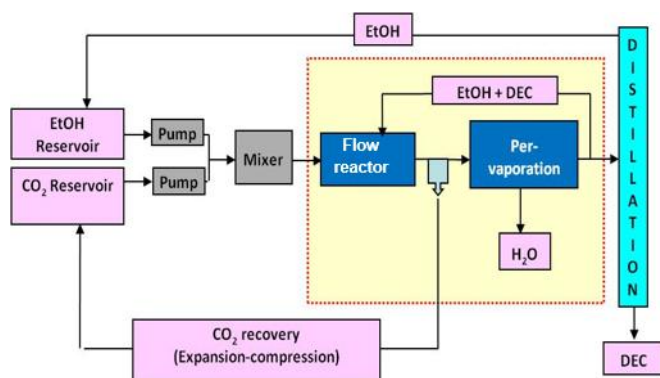 EtOH
EtOH + DEC
EtOH
Reservoir
Pump
CO₂ Reservoir
Pump
Mixer
Flow
reactor
Per-
vaporation
H₂O
DISTILLATION
CO₂ recovery
(Expansion-compression)
DEC